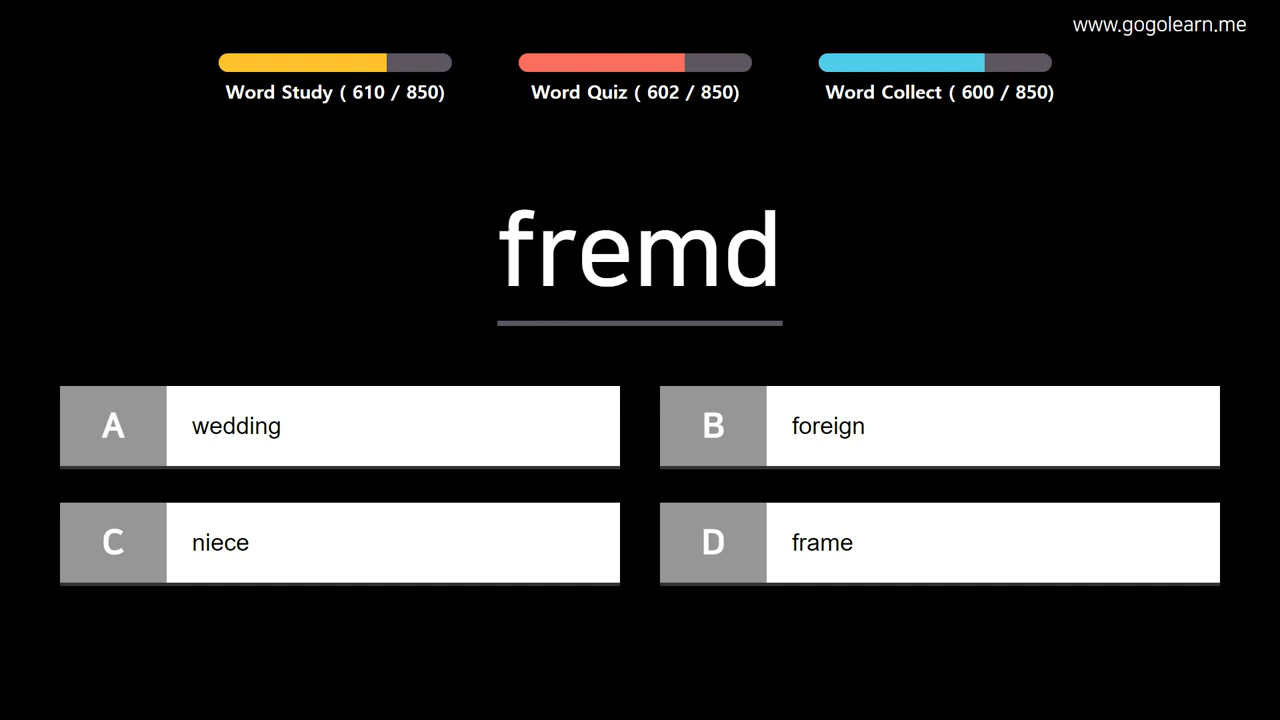 www.gogolearn.me
Word Study ( 610 / 850)
Word Quiz ( 602 / 850)
Word Collect ( 600 / 850)
fremd
A wedding
B foreign
C niece
D frame